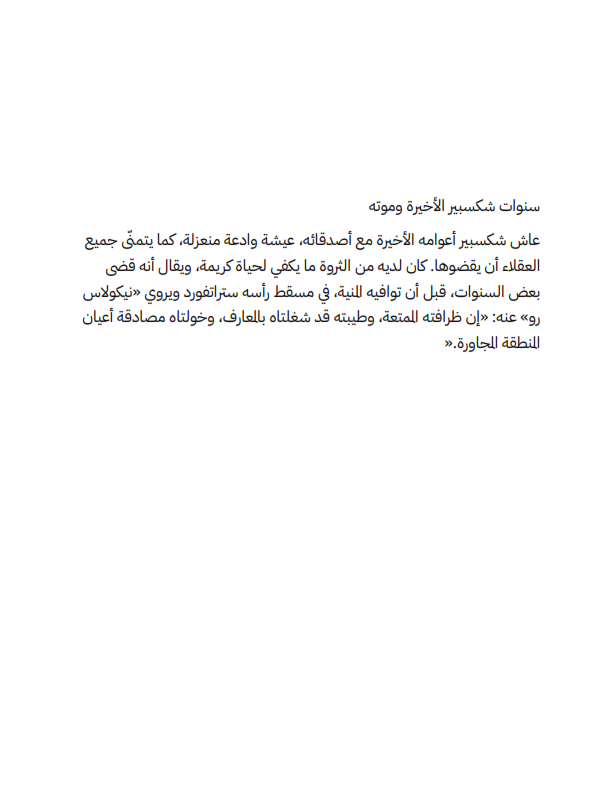 سنوات شكسبير الأخيرة وموته
عاش شكسبير أعوامه الأخيرة مع أصدقائه، عيشة وادعة منعزلة، كما يتمنّى جميع
العقلاء أن يقضوها. كان لديه من الثروة ما يكفي لحياة كريمة، ويقال أنه قضى
بعض السنوات، قبل أن توافيه المنية، في مسقط رأسه ستراتفورد ويروي «نيكولاس
رو» عنه: «إن ظرافته الممتعة، وطيبته قد شغلتاه بالمعارف، وخولتاه مصادقة أعيان
المنطقة المجاورة.«